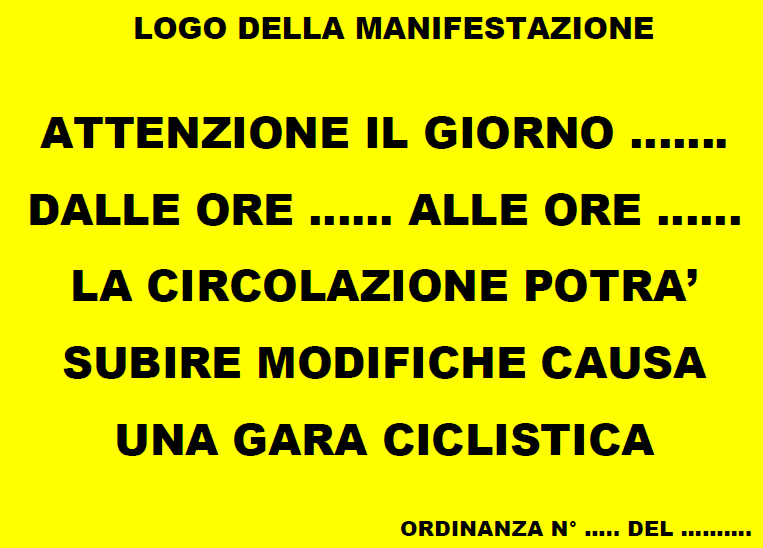 LOGO DELLA MANIFESTAZIONE
ATTENZIONE IL GIORNO .......
DALLE ORE ...... ALLE ORE ......
LA CIRCOLAZIONE POTRA’
SUBIRE MODIFICHE CAUSA
UNA GARA CICLISTICA
ORDINANZA N° ..... DEL ..........